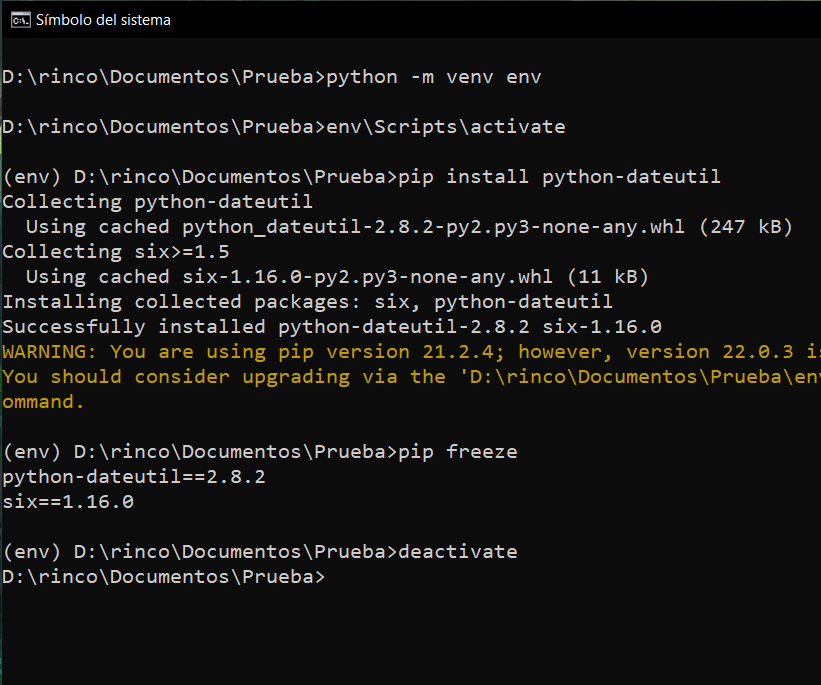 Símbolo del sistema
D:\rinco\Documentos\Prueba>python -m venv env
D:\rinco\Documentos\Prueba>env\Scripts\activate
(env) D:\rinco\Documentos\Prueba>pip install python-dateutil
Collecting python-dateutil
  Using cached python_dateutil-2.8.2-py2.py3-none-any.whl (247 kB)
Collecting six>=1.5
  Using cached six-1.16.0-py2.py3-none-any.whl (11 kB)
Installing collected packages: six, python-dateutil
Successfully installed python-dateutil-2.8.2 six-1.16.0
WARNING: You are using pip version 21.2.4; however, version 22.0.3 is
You should consider upgrading via the 'D:\rinco\Documentos\Prueba\env
ommand.
(env) D:\rinco\Documentos\Prueba>pip freeze
python-dateutil==2.8.2
six==1.16.0
(env) D:\rinco\Documentos\Prueba>deactivate
D:\rinco\Documentos\Prueba>